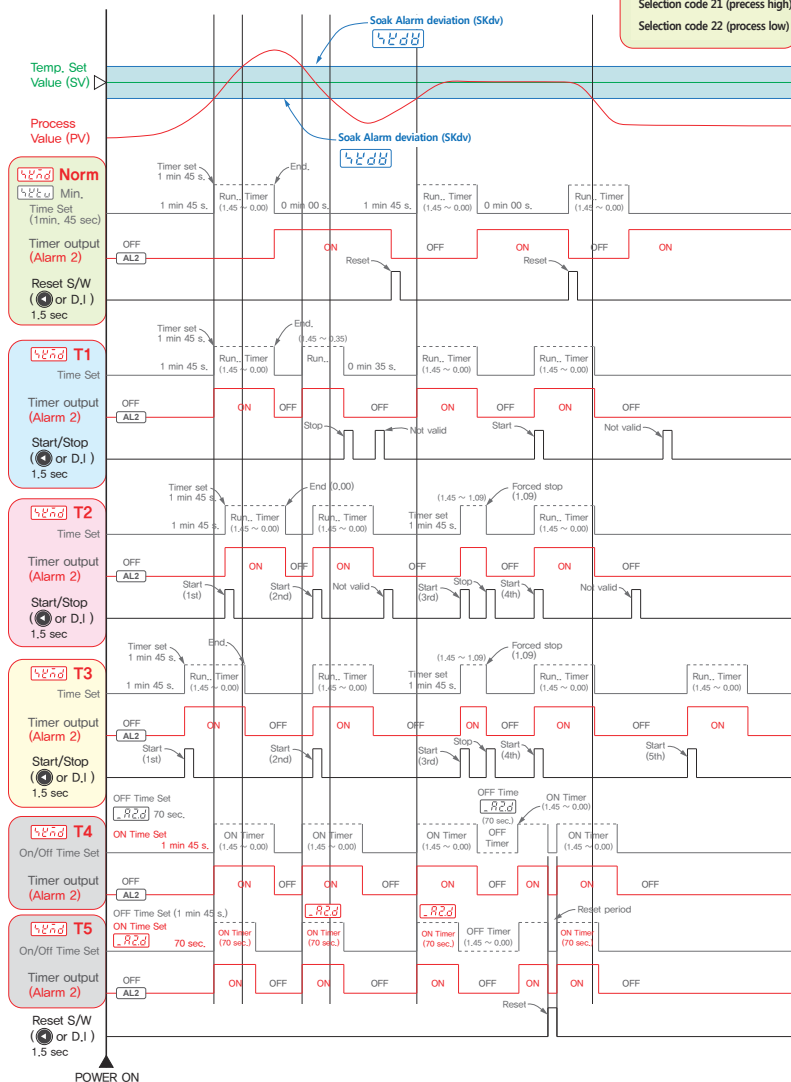 Selection code 21 (precess high)
Selection code 22 (process low)
Soak Alarm deviation (SKdv)
Temp. Set
Value (SV)
Process
Value (PV)
Soak Alarm deviation (SKdv)
Norm
Min.
Time Set
(1min. 45 sec)
Timer output
(Alarm 2)
Reset S/W
( or D.I )
1.5 sec
Timer set
1 min 45 s.
End.
1 min 45 s.
Run.. Timer
(1.45 ~ 0.00)
0 min 00 s.
1 min 45 s.
Run.. Timer
(1.45 ~ 0.00)
0 min 00 s.
Run.. Timer
(1.45 ~ 0.00)
OFF
AL2
ON
OFF
ON
OFF
ON
Reset
Reset
T1
Time Set
Timer output
(Alarm 2)
Start/Stop
( or D.I )
1.5 sec
Timer set
1 min 45 s.
End.
(1.45 ~ 0.35)
1 min 45 s.
Run.. Timer
(1.45 ~ 0.00)
Run..
0 min 35 s.
Run.. Timer
(1.45 ~ 0.00)
Run.. Timer
(1.45 ~ 0.00)
OFF
AL2
ON
OFF
ON
OFF
ON
OFF
ON
OFF
Stop
Not valid
Start
Not valid
T2
Time Set
Timer output
(Alarm 2)
Start/Stop
( or D.I )
1.5 sec
Timer set
1 min 45 s.
End (0.00)
(1.45 ~ 1.09)
Forced stop
(1.09)
1 min 45 s.
Run.. Timer
(1.45 ~ 0.00)
Run.. Timer
(1.45 ~ 0.00)
Timer set
1 min 45 s.
Run.. Timer
(1.45 ~ 0.00)
OFF
AL2
ON
OFF
ON
OFF
ON
OFF
ON
OFF
Start
(1st)
Start
(2nd)
Not valid
Start
(3rd)
Stop
Start
(4th)
Not valid
T3
Time Set
Timer output
(Alarm 2)
Start/Stop
( or D.I )
1.5 sec
Timer set
1 min 45 s.
End.
(1.45 ~ 1.09)
Forced stop
(1.09)
1 min 45 s.
Run.. Timer
(1.45 ~ 0.00)
Run.. Timer
(1.45 ~ 0.00)
Timer set
1 min 45 s.
Run.. Timer
(1.45 ~ 0.00)
Run.. Timer
(1.45 ~ 0.00)
OFF
AL2
ON
OFF
ON
OFF
ON
OFF
ON
OFF
ON
Start
(1st)
Start
(2nd)
Start
(3rd)
Stop
Start
(4th)
Start
(5th)
T4
On/Off Time Set
Timer output
(Alarm 2)
OFF Time Set
_A2.d 70 sec.
ON Time Set
1 min 45 s.
ON Timer
(1.45 ~ 0.00)
ON Timer
(1.45 ~ 0.00)
ON Timer
(1.45 ~ 0.00)
OFF Time
_A2.d
(70 sec.)
OFF
Timer
ON Timer
(1.45 ~ 0.00)
ON Timer
(1.45 ~ 0.00)
OFF
AL2
ON
OFF
ON
OFF
ON
OFF
ON
ON
OFF
T5
On/Off Time Set
Timer output
(Alarm 2)
OFF Time Set (1 min 45 s.)
ON Time Set
_A2.d 70 sec.
ON Timer
(70 sec.)
_A2.d
ON Timer
(70 sec.)
_A2.d
ON Timer
(70 sec.)
OFF Timer
(1.45 ~ 0.00)
Reset period
ON Timer
(70 sec.)
OFF
AL2
ON
OFF
ON
OFF
ON
OFF
ON
ON
OFF
Reset S/W
( or D.I )
1.5 sec
Reset
POWER ON